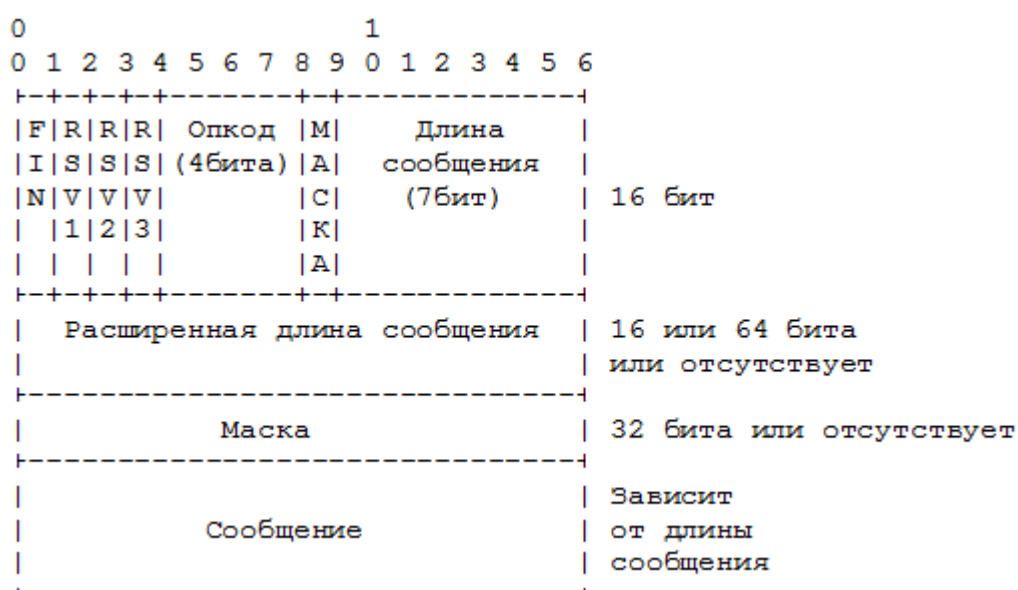 0                   1
0 1 2 3 4 5 6 7 8 9 0 1 2 3 4 5 6
+-+-+-+-+-------+-+-------------+
|F|R|R|R| Опкод |М|    Длина    |
|I|S|S|S|(4бита)|А|  сообщения  |
|N|V|V|V|       |С|   (7бит)    | 16 бит
| |1|2|3|       |К|             |
| | | | |       |А|             |
+-+-+-+-+-------+-+-------------+
|  Расширенная длина сообщения  | 16 или 64 бита
|                               | или отсутствует
+-------------------------------+
|           Маска               | 32 бита или отсутствует
+-------------------------------+
|                               | Зависит
|          Сообщение            | от длины
|                               | сообщения